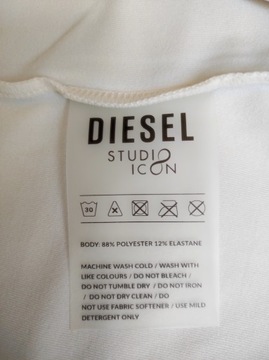 DIESEL
STUDIO
ICON
30
BODY: 88% POLYESTER 12% ELASTANE
MACHINE WASH COLD / WASH WITH
LIKE COLOURS / DO NOT BLEACH /
DO NOT TUMBLE DRY / DO NOT IRON
/ DO NOT DRY CLEAN / DO
NOT USE FABRIC SOFTENER / USE MILD
DETERGENT ONLY